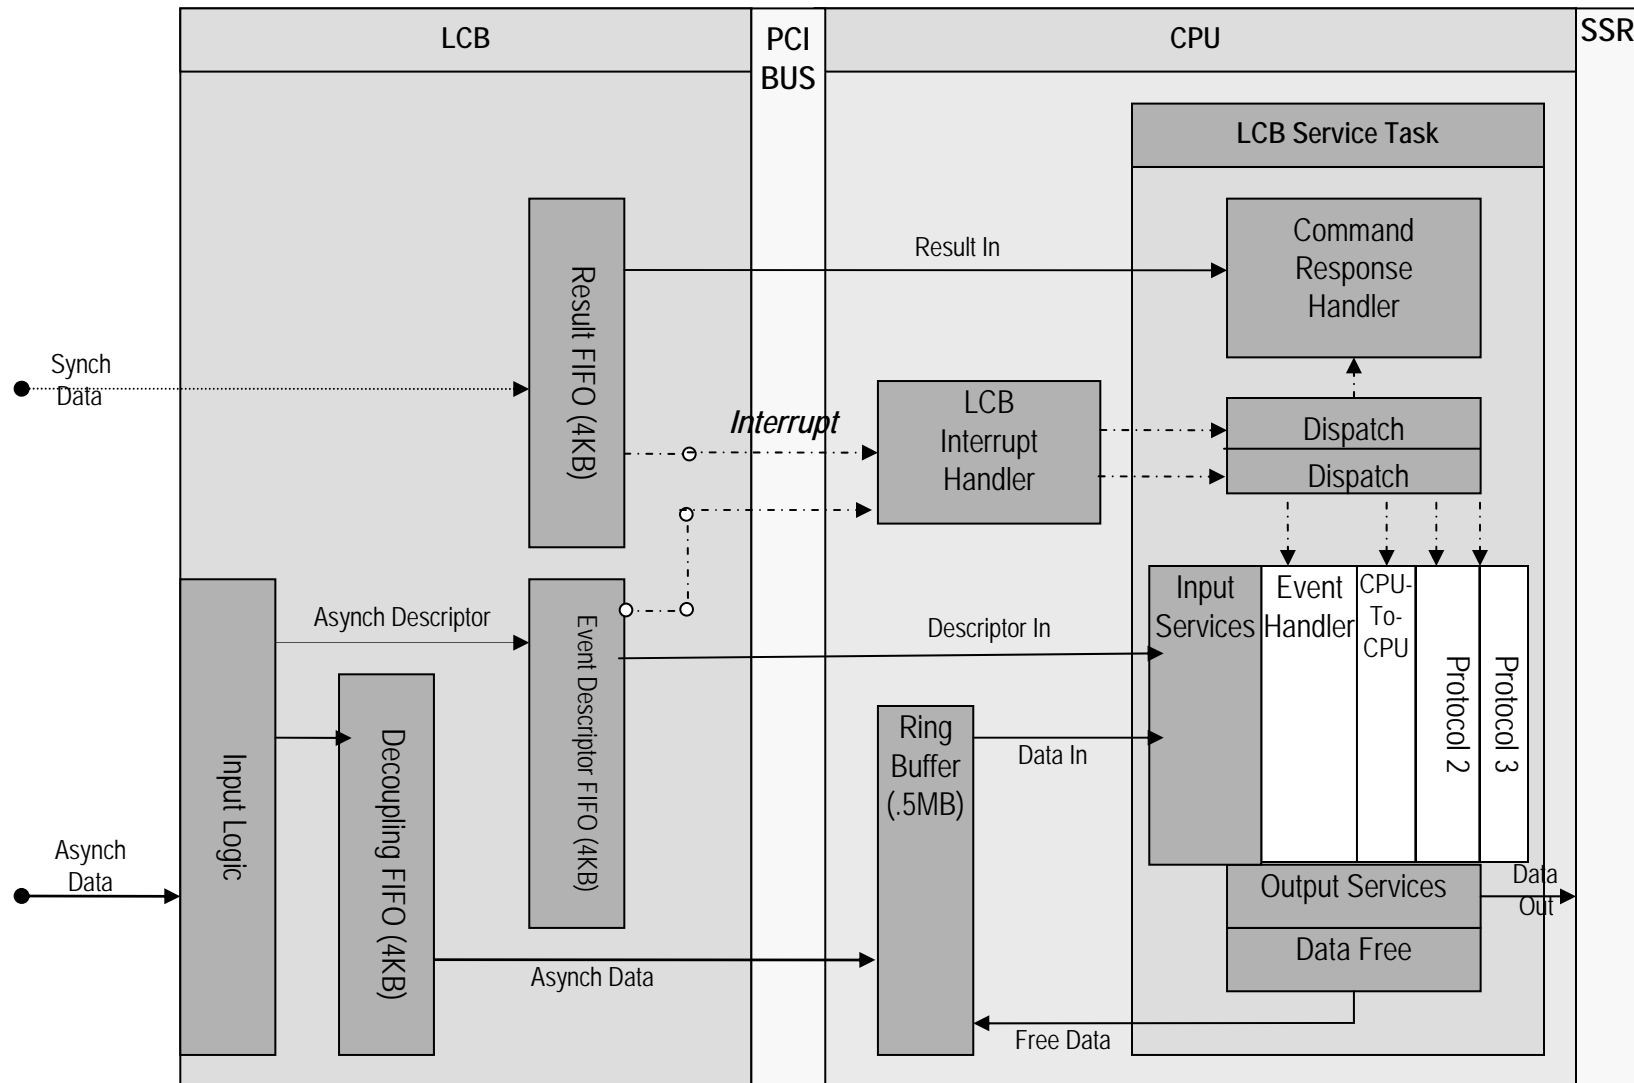 LCB
PCI
BUS
CPU
SSR
LCB Service Task
Command
Response
Handler
Result In
Result FIFO (4KB)
Synch
Data
Interrupt
LCB
Interrupt
Handler
Dispatch
Dispatch
Asynch Descriptor
Event Descriptor FIFO (4KB)
Descriptor In
Input
Services
Event
Handler
CPU-
To-
CPU
Protocol 2
Protocol 3
Input Logic
Decoupling FIFO (4KB)
Ring
Buffer
(.5MB)
Data In
Asynch
Data
Output Services
Data
Out
Data Free
Asynch Data
Free Data